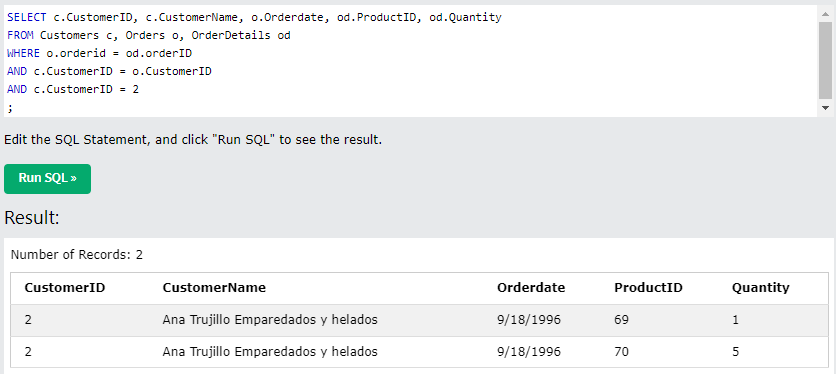 SELECT c.CustomerID, c.CustomerName, o.Orderdate, od.ProductID, od.Quantity
FROM Customers c, Orders o, OrderDetails od
WHERE o.orderid = od.orderID
AND c.CustomerID = o.CustomerID
AND c.CustomerID = 2
;
Edit the SQL Statement, and click "Run SQL" to see the result.
Run SQL »
Result:
Number of Records: 2
CustomerID CustomerName Orderdate ProductID Quantity
2 Ana Trujillo Emparedados y helados 9/18/1996 69 1
2 Ana Trujillo Emparedados y helados 9/18/1996 70 5